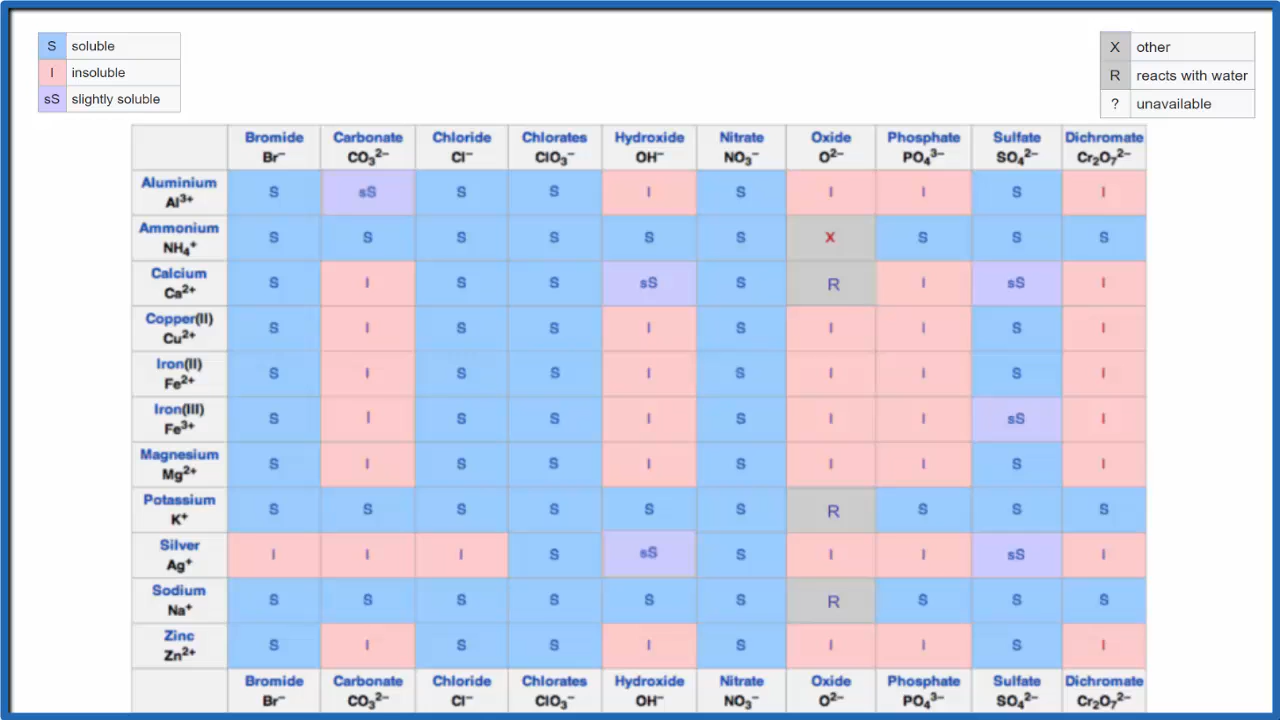 S soluble
I insoluble
sS slightly soluble
X other
R reacts with water
? unavailable
Bromide Carbonate Chloride Chlorates Hydroxide Nitrate Oxide Phosphate Sulfate Dichromate
Br⁻ CO₃²⁻ Cl⁻ ClO₃⁻ OH⁻ NO₃⁻ O²⁻ PO₄³⁻ SO₄²⁻ Cr₂O₇²⁻
Aluminium
Al³⁺ S sS S S I S I I S I
Ammonium
NH₄⁺ S S S S S S X S S S
Calcium
Ca²⁺ S I S S sS S R I sS I
Copper(II)
Cu²⁺ S I S S I S I I S I
Iron(II)
Fe²⁺ S I S S I S I I S I
Iron(III)
Fe³⁺ S I S S I S I I sS I
Magnesium
Mg²⁺ S I S S I S I I S I
Potassium
K⁺ S S S S S S R S S S
Silver
Ag⁺ I I I S sS S I I sS I
Sodium
Na⁺ S S S S S S R S S S
Zinc
Zn²⁺ S I S S I S I I S I
Bromide Carbonate Chloride Chlorates Hydroxide Nitrate Oxide Phosphate Sulfate Dichromate
Br⁻ CO₃²⁻ Cl⁻ ClO₃⁻ OH⁻ NO₃⁻ O²⁻ PO₄³⁻ SO₄²⁻ Cr₂O₇²⁻